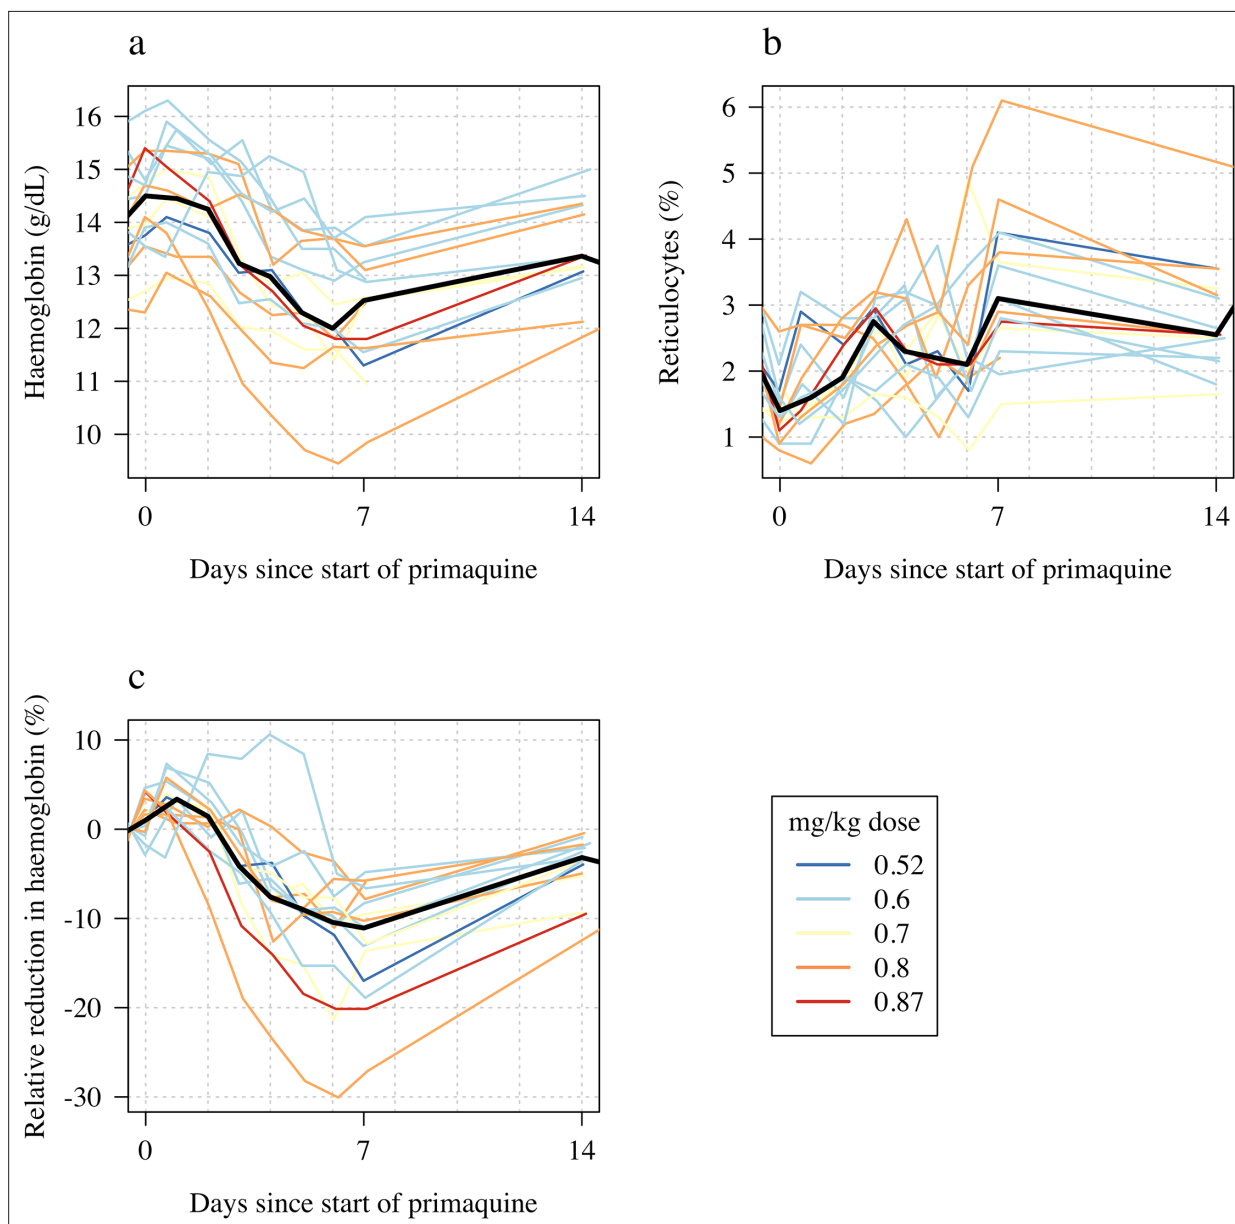 a
Haemoglobin (g/dL)
16
15
14
13
12
11
10
0 7 14
Days since start of primaquine
b
Reticulocytes (%)
6
5
4
3
2
1
0 7 14
Days since start of primaquine
c
Relative reduction in haemoglobin (%)
10
0
-10
-20
-30
0 7 14
Days since start of primaquine
mg/kg dose
0.52
0.6
0.7
0.8
0.87